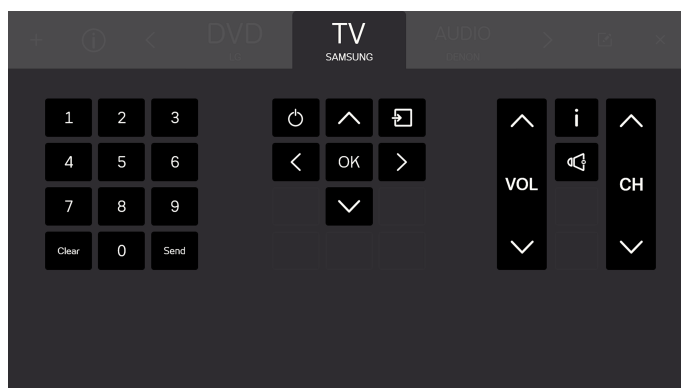 DVD
TV
AUDIO
SAMSUNG
DENON
1 2 3
4 OK 5 6
VOL CH
7 8 9
Clear 0 Send
i